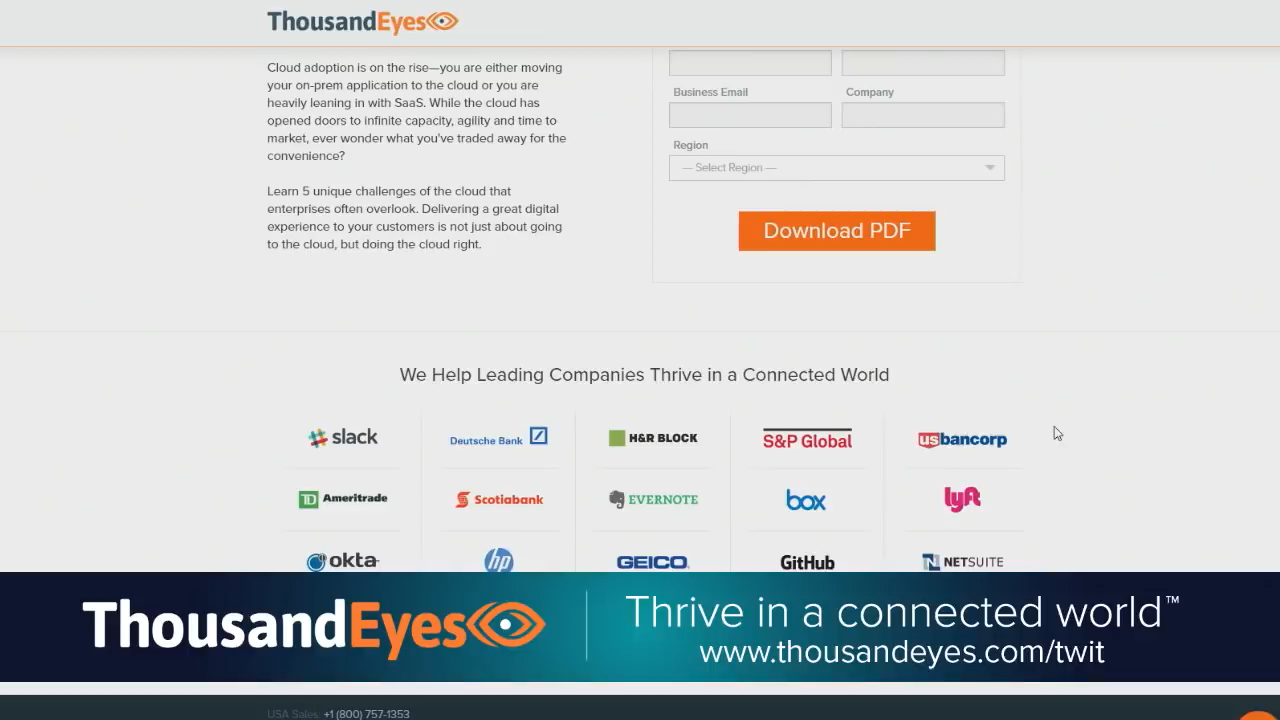 ThousandEyes
Cloud adoption is on the rise—you are either moving
your on-prem application to the cloud or you are
heavily leaning in with SaaS. While the cloud has
opened doors to infinite capacity, agility and time to
market, ever wonder what you've traded away for the
convenience?
Learn 5 unique challenges of the cloud that
enterprises often overlook. Delivering a great digital
experience to your customers is not just about going
to the cloud, but doing the cloud right.
Business Email Company
Region
— Select Region —
Download PDF
We Help Leading Companies Thrive in a Connected World
slack Deutsche Bank H&R BLOCK S&P Global usbancorp
TD Ameritrade Scotiabank EVERNOTE box lyft
okta hp GEICO GitHub NETSUITE
ThousandEyes
Thrive in a connected world™
www.thousandeyes.com/twit
USA Sales: +1 (800) 757-1353